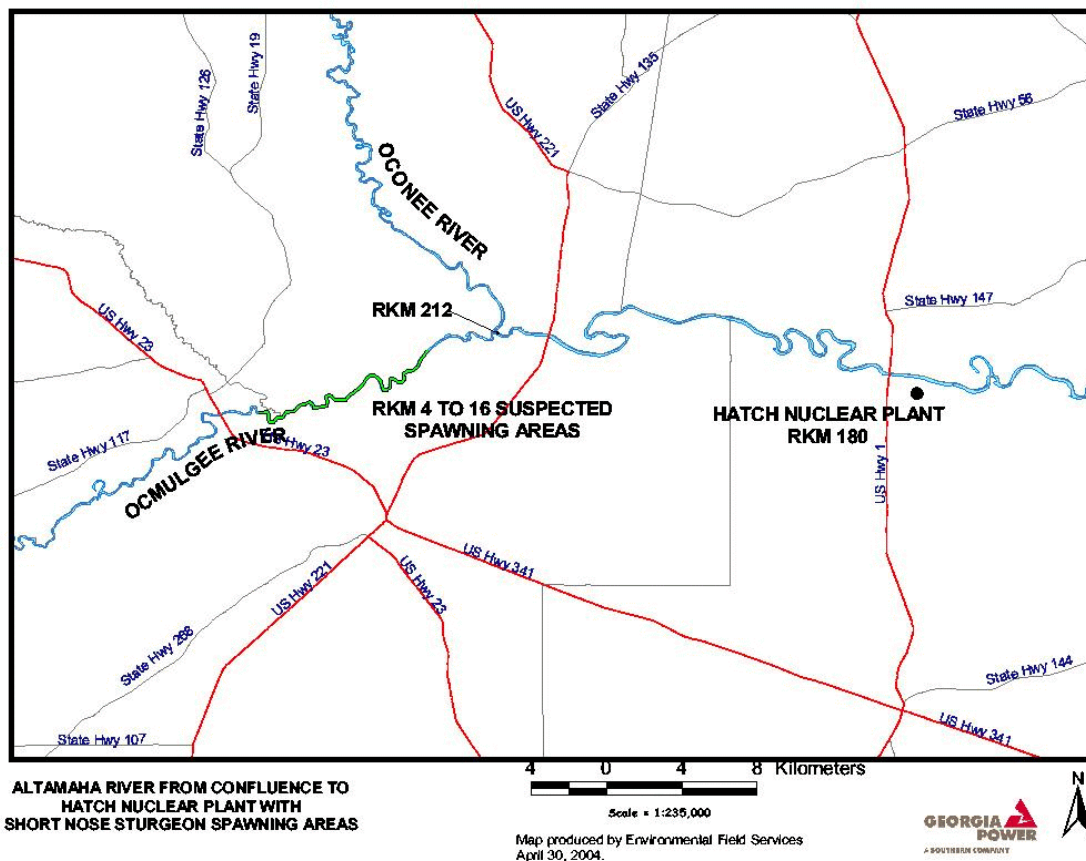 State Hwy 126
State Hwy 19
US Hwy 221
State Hwy 135
State Hwy 56
OCONEE RIVER
State Hwy 147
US Hwy 23
RKM 212
RKM 4 TO 16 SUSPECTED
SPAWNING AREAS
HATCH NUCLEAR PLANT
RKM 180
State Hwy 117
OCMULGEE RIVER
US Hwy 23
US Hwy 1
US Hwy 341
US Hwy 221
US Hwy 23
State Hwy 268
State Hwy 144
State Hwy 107
US Hwy 341
ALTAMAHA RIVER FROM CONFLUENCE TO
HATCH NUCLEAR PLANT WITH
SHORT NOSE STURGEON SPAWNING AREAS
4 0 4 8 Kilometers
Scale = 1:235,000
Map produced by Environmental Field Services
April 30, 2004.
N
GEORGIA
POWER
A SOUTHERN COMPANY